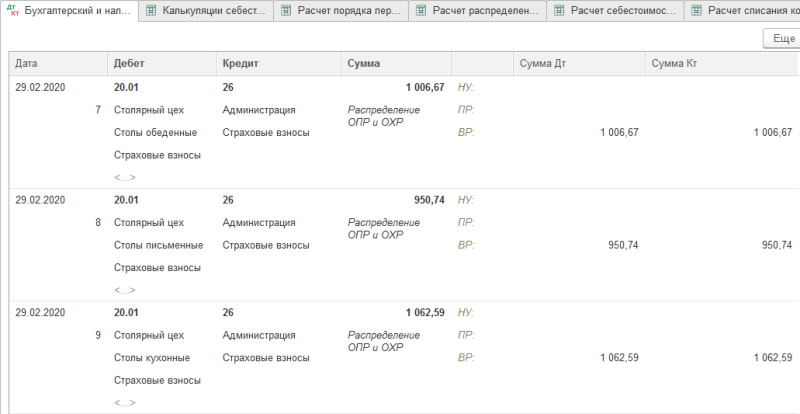 Дт Кт Бухгалтерский и нал... Калькуляции себест... Расчет порядка пер... Расчет распределен... Расчет себестоимос... Расчет списания ко
Еще
Дата Дебет Кредит Сумма Сумма Дт Сумма Кт
29.02.2020 20.01 26 1 006,67 НУ:
7 Столярный цех Администрация Распределение ОПР и ОХР ПР:
Столы обеденные Страховые взносы ВР: 1 006,67 1 006,67
Страховые взносы
<...>
29.02.2020 20.01 26 950,74 НУ:
8 Столярный цех Администрация Распределение ОПР и ОХР ПР:
Столы письменные Страховые взносы ВР: 950,74 950,74
Страховые взносы
<...>
29.02.2020 20.01 26 1 062,59 НУ:
9 Столярный цех Администрация Распределение ОПР и ОХР ПР:
Столы кухонные Страховые взносы ВР: 1 062,59 1 062,59
Страховые взносы
<...>